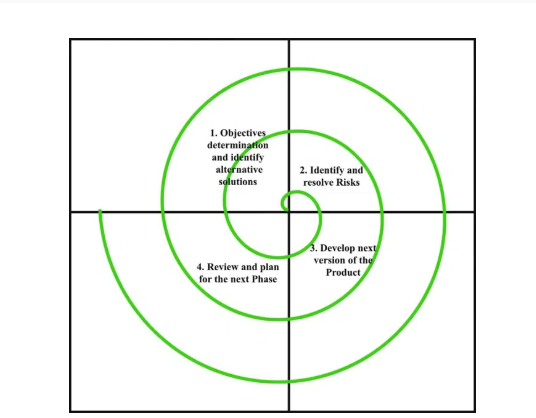 1. Objectives
determination
and identify
alternative
solutions
2. Identify and
resolve Risks
3. Develop next
version of the
Product
4. Review and plan
for the next Phase